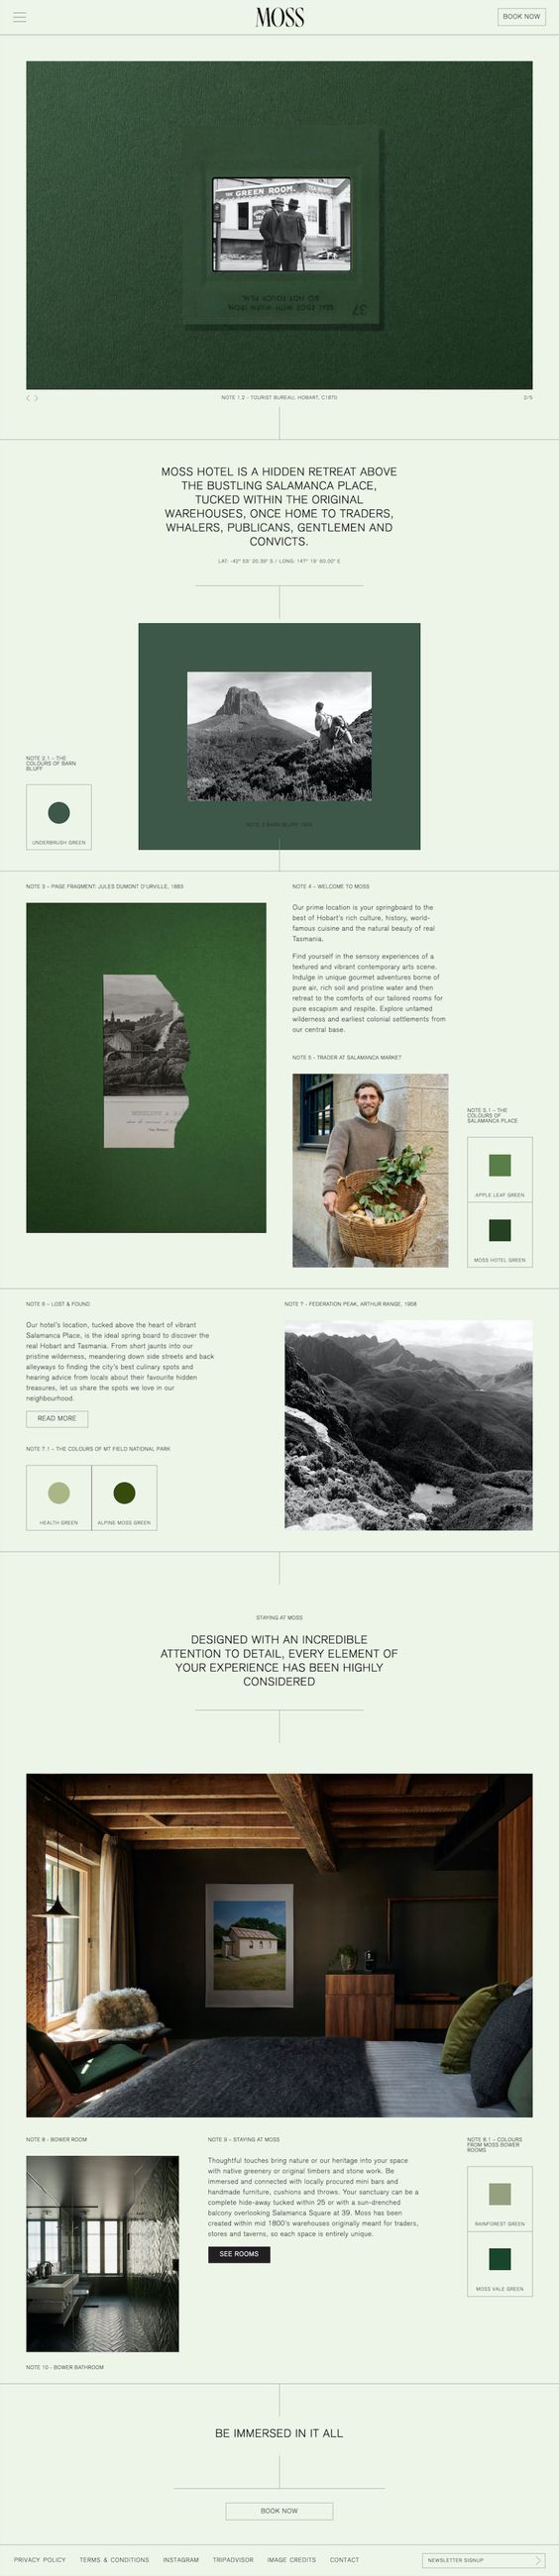 MOSS
BOOK NOW
GREEN ROOM.
37
NOTE 1.2 - TOURIST BUREAU, HOBART, C1870
2/5
MOSS HOTEL IS A HIDDEN RETREAT ABOVE
THE BUSTLING SALAMANCA PLACE,
TUCKED WITHIN THE ORIGINAL
WAREHOUSES, ONCE HOME TO TRADERS,
WHALERS, PUBLICANS, GENTLEMEN AND
CONVICTS.
NOTE 2.1 – THE
COLOURS OF BARN
BLUFF
UNDERBRUSH GREEN
NOTE 3 – PAGE FRAGMENT: JULES DUMONT D'URVILLE, 1883
NOTE 4 – WELCOME TO MOSS
Our prime location is your springboard to the
best of Hobart's rich culture, history, world-
famous cuisine and the natural beauty of real
Tasmania.
Find yourself in the sensory experiences of a
textured and vibrant contemporary arts scene.
Indulge in unique gourmet adventures borne of
pure air, rich soil and pristine water and then
retreat to the comforts of our tailored rooms for
pure escapism and respite. Explore untamed
wilderness and earliest colonial settlements from
our central base.
NOTE 5 - TRADER AT SALAMANCA MARKET
NOTE 5.1 – THE
COLOURS OF
SALAMANCA PLACE
APPLE LEAF GREEN
MOSS HOTEL GREEN
NOTE 6 – LOST & FOUND
NOTE 7 - FEDERATION PEAK, ARTHUR RANGE, 1958
Our hotel's location, tucked above the heart of vibrant
Salamanca Place, is the ideal spring board to discover the
real Hobart and Tasmania. From short jaunts into our
pristine wilderness, meandering down side streets and back
alleyways to finding the city's best culinary spots and
hearing advice from locals about their favourite hidden
treasures, let us share the spots we love in our
neighbourhood.
READ MORE
NOTE 7.1 – THE COLOURS OF MT FIELD NATIONAL PARK
HEALTH GREEN
ALPINE MOSS GREEN
STAYING AT MOSS
DESIGNED WITH AN INCREDIBLE
ATTENTION TO DETAIL, EVERY ELEMENT OF
YOUR EXPERIENCE HAS BEEN HIGHLY
CONSIDERED
NOTE 8 - BOWER ROOM
NOTE 9 – STAYING AT MOSS
Thoughtful touches bring nature or our heritage into your space
with native greenery or original timbers and stone work. Be
immersed and connected with locally procured mini bars and
handmade furniture, cushions and throws. Your sanctuary can be a
complete hide-away tucked within 25 or with a sun-drenched
balcony overlooking Salamanca Square at 39. Moss has been
created within mid 1800's warehouses originally meant for traders,
stores and taverns, so each space is entirely unique.
SEE ROOMS
NOTE 8.1 – COLOURS
FROM MOSS BOWER
ROOMS
RAINFOREST GREEN
MOSS VALE GREEN
NOTE 10 - BOWER BATHROOM
BE IMMERSED IN IT ALL
BOOK NOW
PRIVACY POLICY
TERMS & CONDITIONS
INSTAGRAM
TRIPADVISOR
IMAGE CREDITS
CONTACT
NEWSLETTER SIGNUP